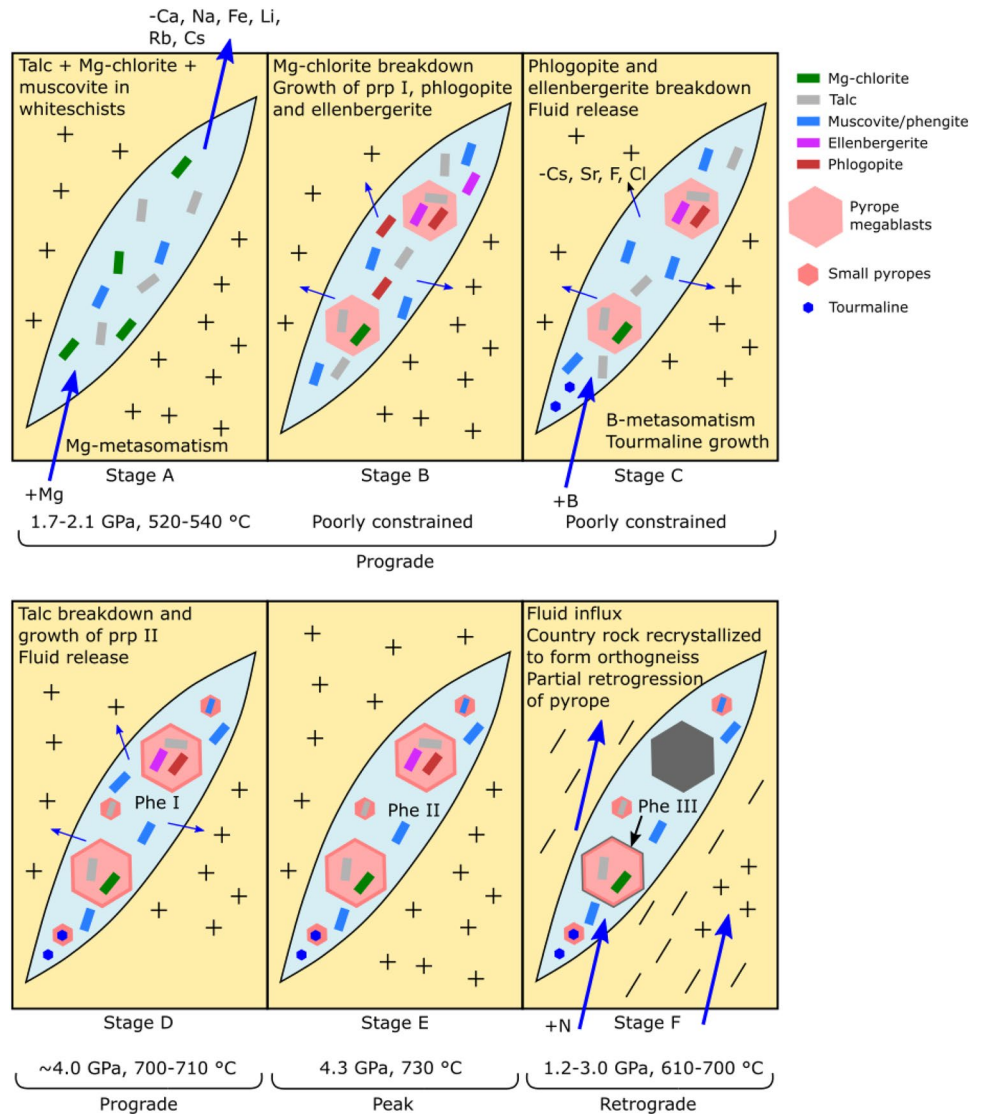 -Ca, Na, Fe, Li,
Rb, Cs
Talc + Mg-chlorite +
muscovite in
whiteschists
Mg-metasomatism
+Mg
Stage A
1.7-2.1 GPa, 520-540 °C
Mg-chlorite breakdown
Growth of prp I, phlogopite
and ellenbergerite
Stage B
Poorly constrained
Phlogopite and
ellenbergerite breakdown
Fluid release
-Cs, Sr, F, Cl
B-metasomatism
Tourmaline growth
+B
Stage C
Poorly constrained
Prograde
Mg-chlorite
Talc
Muscovite/phengite
Ellenbergerite
Phlogopite
Pyrope
megablasts
Small pyropes
Tourmaline
Talc breakdown and
growth of prp II
Fluid release
Phe I
Stage D
~4.0 GPa, 700-710 °C
Prograde
Phe II
Stage E
4.3 GPa, 730 °C
Peak
Fluid influx
Country rock recrystallized
to form orthogneiss
Partial retrogression
of pyrope
Phe III
+N
Stage F
1.2-3.0 GPa, 610-700 °C
Retrograde